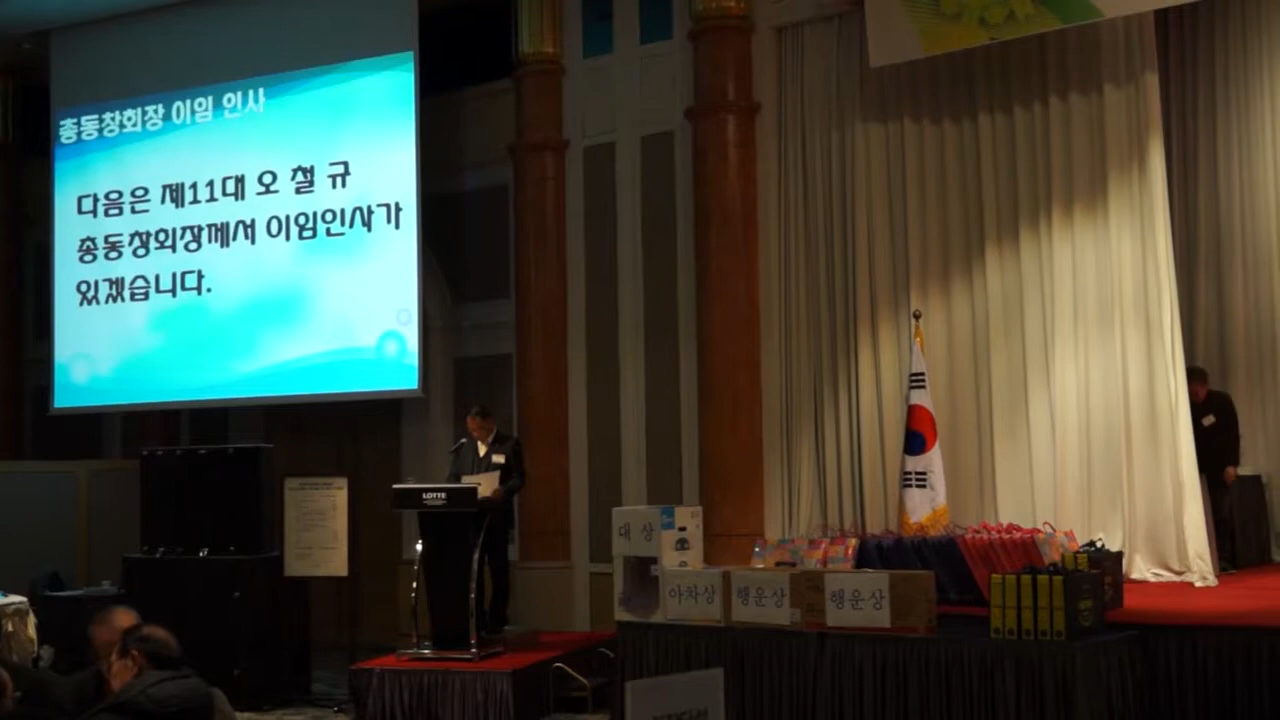 총동창회장 이임 인사
다음은 제11대 오 철 규
총동창회장께서 이임인사가
있겠습니다.
LOTTE
대 상
아차상
행운상
행운상